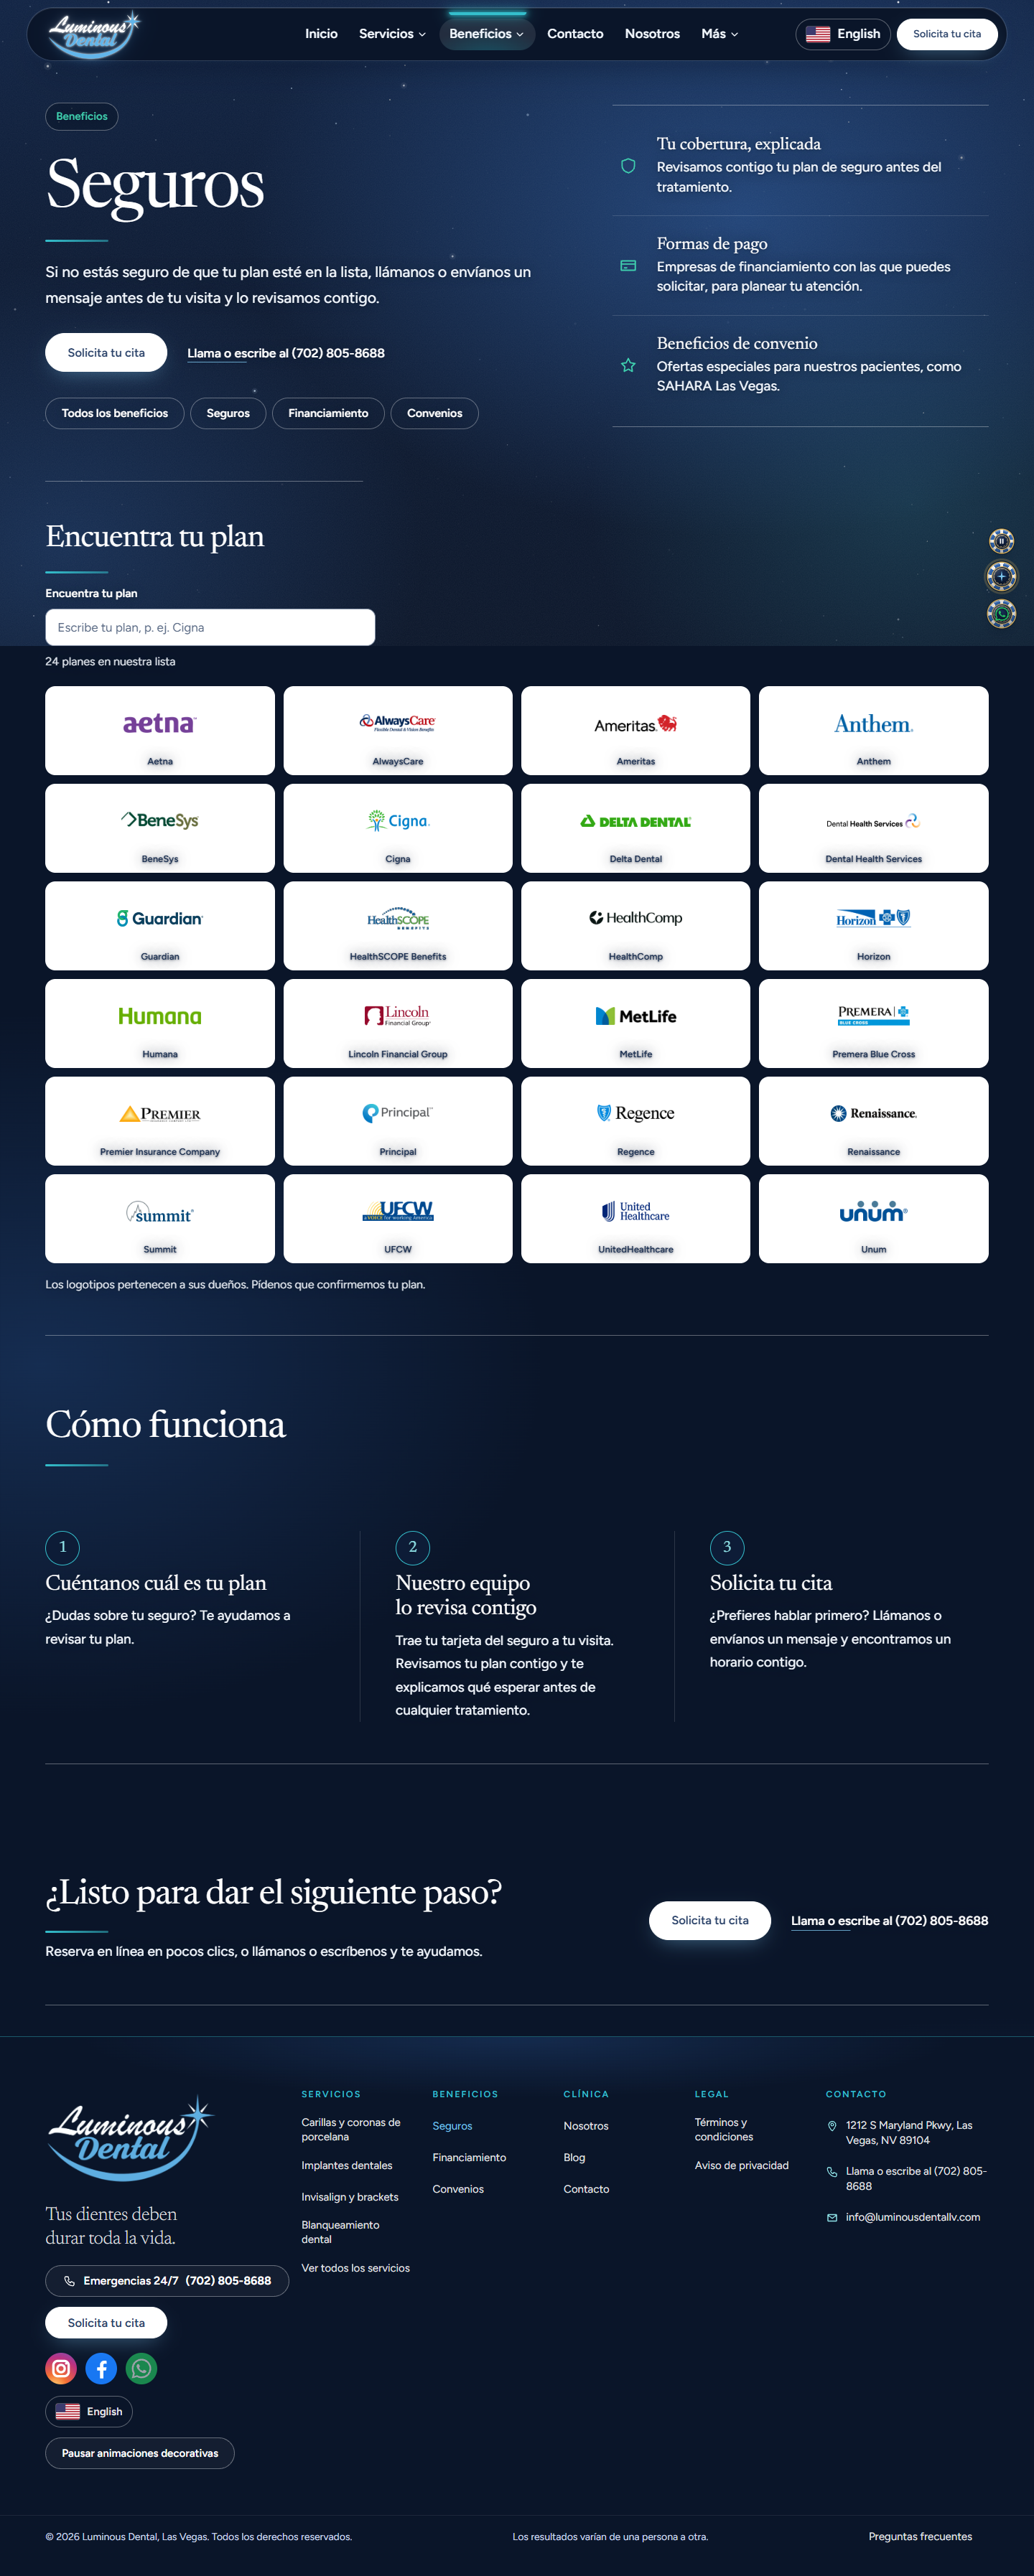 Luminous
Dental
Inicio
Servicios
Beneficios
Contacto
Nosotros
Más
English
Solicita tu cita
Beneficios
Seguros
Si no estás seguro de que tu plan esté en la lista, llámanos o envíanos un
mensaje antes de tu visita y lo revisamos contigo.
Solicita tu cita
Llama o escribe al (702) 805-8688
Todos los beneficios
Seguros
Financiamiento
Convenios
Tu cobertura, explicada
Revisamos contigo tu plan de seguro antes del
tratamiento.
Formas de pago
Empresas de financiamiento con las que puedes
solicitar, para planear tu atención.
Beneficios de convenio
Ofertas especiales para nuestros pacientes, como
SAHARA Las Vegas.
Encuentra tu plan
Encuentra tu plan
Escribe tu plan, p. ej. Cigna
24 planes en nuestra lista
aetna
Aetna
AlwaysCare
Flexible Dental & Vision Benefits
AlwaysCare
Ameritas
Ameritas
Anthem
Anthem
BeneSys
BeneSys
Cigna
Cigna
DELTA DENTAL
Delta Dental
Dental Health Services
Dental Health Services
Guardian
Guardian
HealthSCOPE
BENEFITS
HealthSCOPE Benefits
HealthComp
HealthComp
Horizon
Horizon
Humana
Humana
Lincoln
Financial Group
Lincoln Financial Group
MetLife
MetLife
PREMERA
BLUE CROSS
Premera Blue Cross
PREMIER
Premier Insurance Company
Principal
Principal
Regence
Regence
Renaissance
Renaissance
summit
Summit
UFCW
a VOICE for working America
UFCW
United
Healthcare
UnitedHealthcare
unum
Unum
Los logotipos pertenecen a sus dueños. Pídenos que confirmemos tu plan.
Cómo funciona
1
Cuéntanos cuál es tu plan
¿Dudas sobre tu seguro? Te ayudamos a
revisar tu plan.
2
Nuestro equipo
lo revisa contigo
Trae tu tarjeta del seguro a tu visita.
Revisamos tu plan contigo y te
explicamos qué esperar antes de
cualquier tratamiento.
3
Solicita tu cita
¿Prefieres hablar primero? Llámanos o
envíanos un mensaje y encontramos un
horario contigo.
¿Listo para dar el siguiente paso?
Reserva en línea en pocos clics, o llámanos o escríbenos y te ayudamos.
Solicita tu cita
Llama o escribe al (702) 805-8688
Luminous
Dental
Tus dientes deben
durar toda la vida.
Emergencias 24/7 (702) 805-8688
Solicita tu cita
English
Pausar animaciones decorativas
SERVICIOS
Carillas y coronas de
porcelana
Implantes dentales
Invisalign y brackets
Blanqueamiento
dental
Ver todos los servicios
BENEFICIOS
Seguros
Financiamiento
Convenios
CLÍNICA
Nosotros
Blog
Contacto
LEGAL
Términos y
condiciones
Aviso de privacidad
CONTACTO
1212 S Maryland Pkwy, Las
Vegas, NV 89104
Llama o escribe al (702) 805-
8688
info@luminousdentallv.com
© 2026 Luminous Dental, Las Vegas. Todos los derechos reservados.
Los resultados varían de una persona a otra.
Preguntas frecuentes